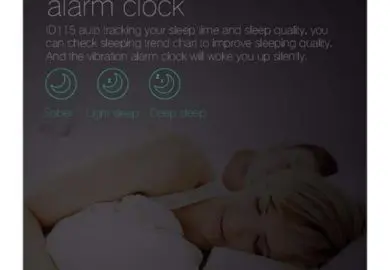 alarm clock
ID115 auto tracking your sleep time and sleep quality, you
can check sleeping trend chart to improve sleeping quality.
And the vibration alarm clock will woke you up silently.
Sober Light sleep Deep sleep